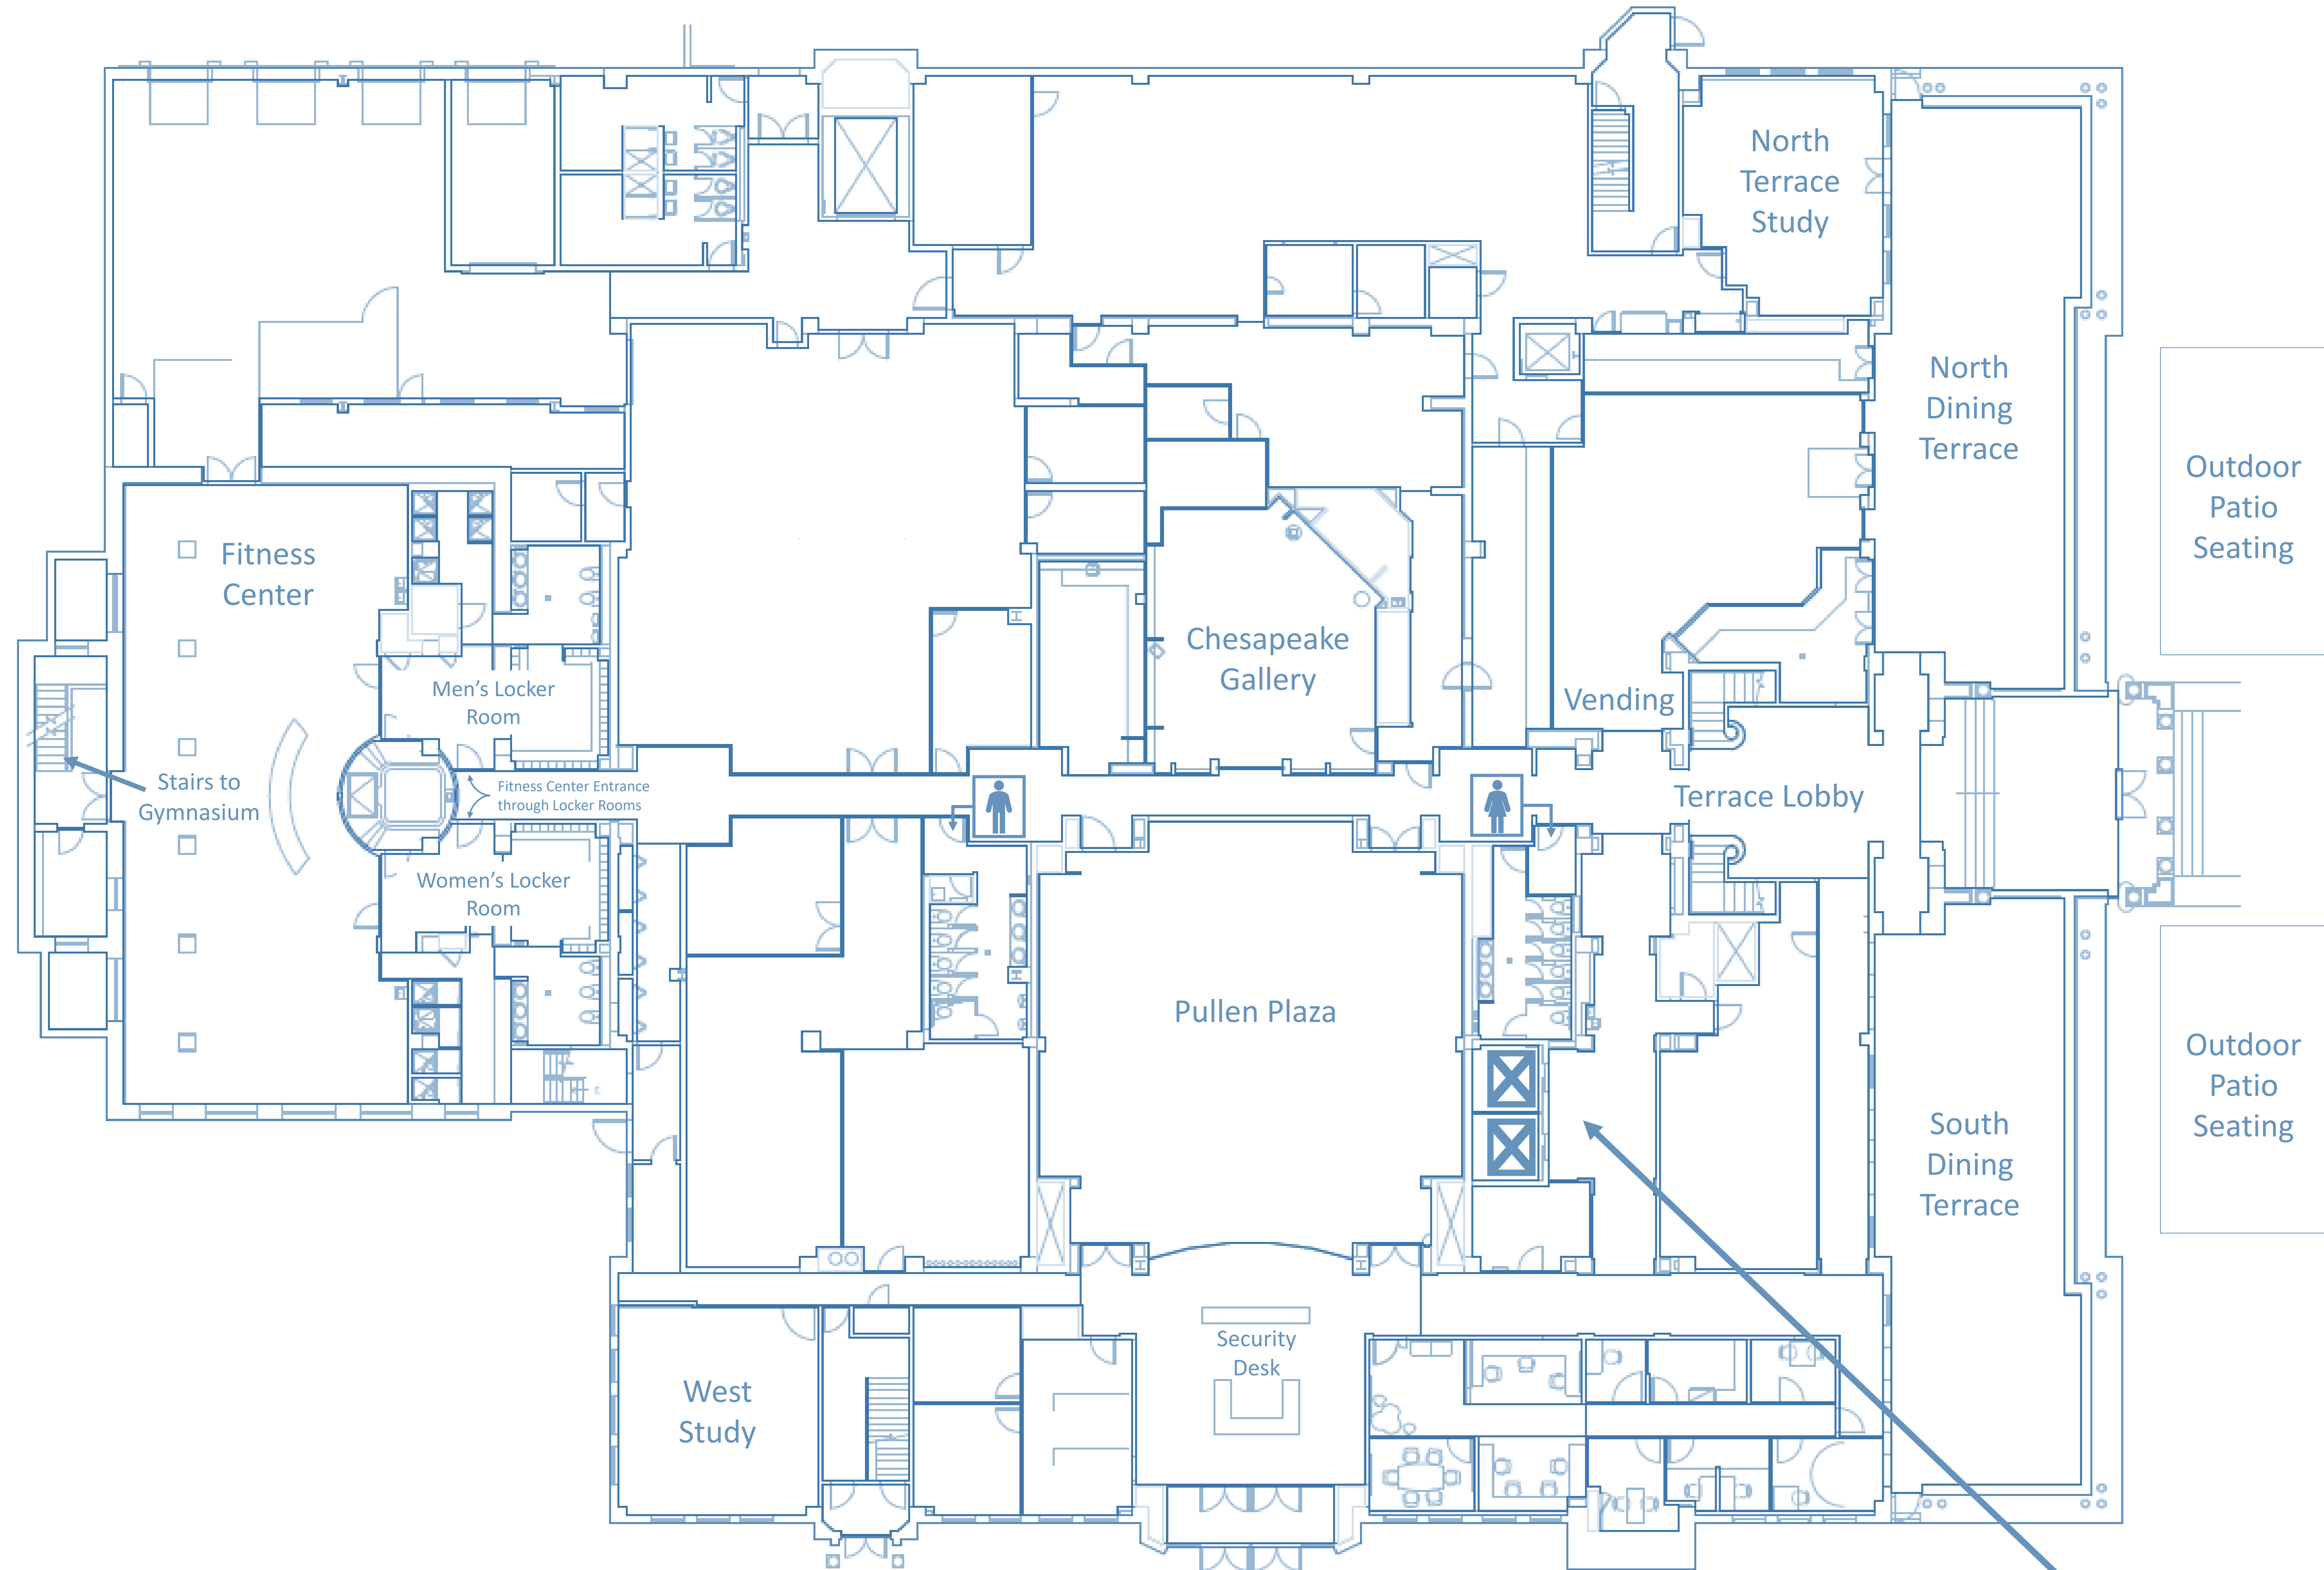 North
Terrace
Study
North
Dining
Terrace
Outdoor
Patio
Seating
Fitness
Center
Chesapeake
Gallery
Men's Locker
Room
Vending
Stairs to
Gymnasium
Fitness Center Entrance
through Locker Rooms
Terrace Lobby
Women's Locker
Room
Pullen Plaza
Outdoor
Patio
Seating
South
Dining
Terrace
Security
Desk
West
Study